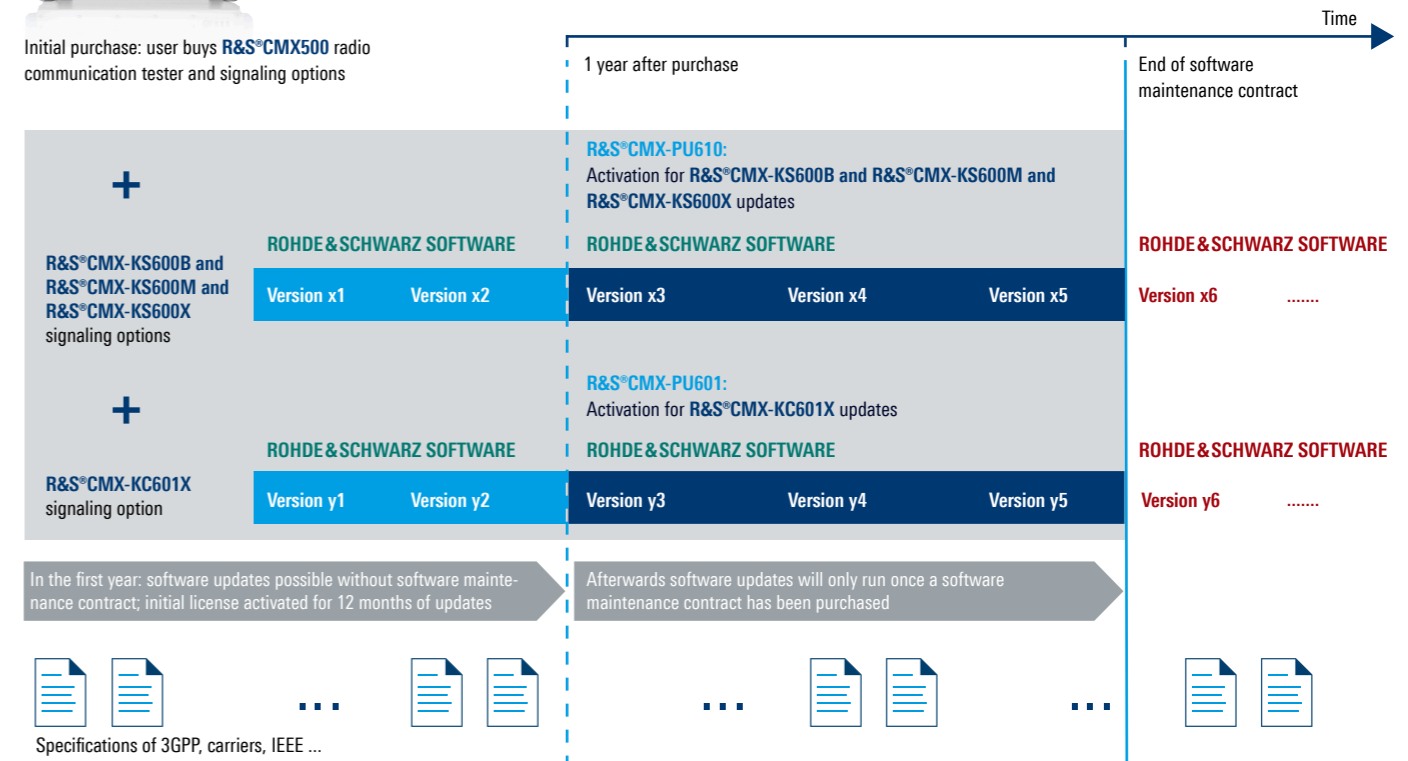 Time
Initial purchase: user buys R&S®CMX500 radio
communication tester and signaling options
1 year after purchase
End of software
maintenance contract
+
R&S®CMX-PU610:
Activation for R&S®CMX-KS600B and R&S®CMX-KS600M and
R&S®CMX-KS600X updates
R&S®CMX-KS600B and
R&S®CMX-KS600M and
R&S®CMX-KS600X
signaling options
ROHDE&SCHWARZ SOFTWARE
ROHDE&SCHWARZ SOFTWARE
ROHDE&SCHWARZ SOFTWARE
Version x1 Version x2 Version x3 Version x4 Version x5 Version x6 .......
+
R&S®CMX-PU601:
Activation for R&S®CMX-KC601X updates
R&S®CMX-KC601X
signaling option
ROHDE&SCHWARZ SOFTWARE
ROHDE&SCHWARZ SOFTWARE
ROHDE&SCHWARZ SOFTWARE
Version y1 Version y2 Version y3 Version y4 Version y5 Version y6 .......
In the first year: software updates possible without software mainte-
nance contract; initial license activated for 12 months of updates
Afterwards software updates will only run once a software
maintenance contract has been purchased
... ... ...
Specifications of 3GPP, carriers, IEEE ...